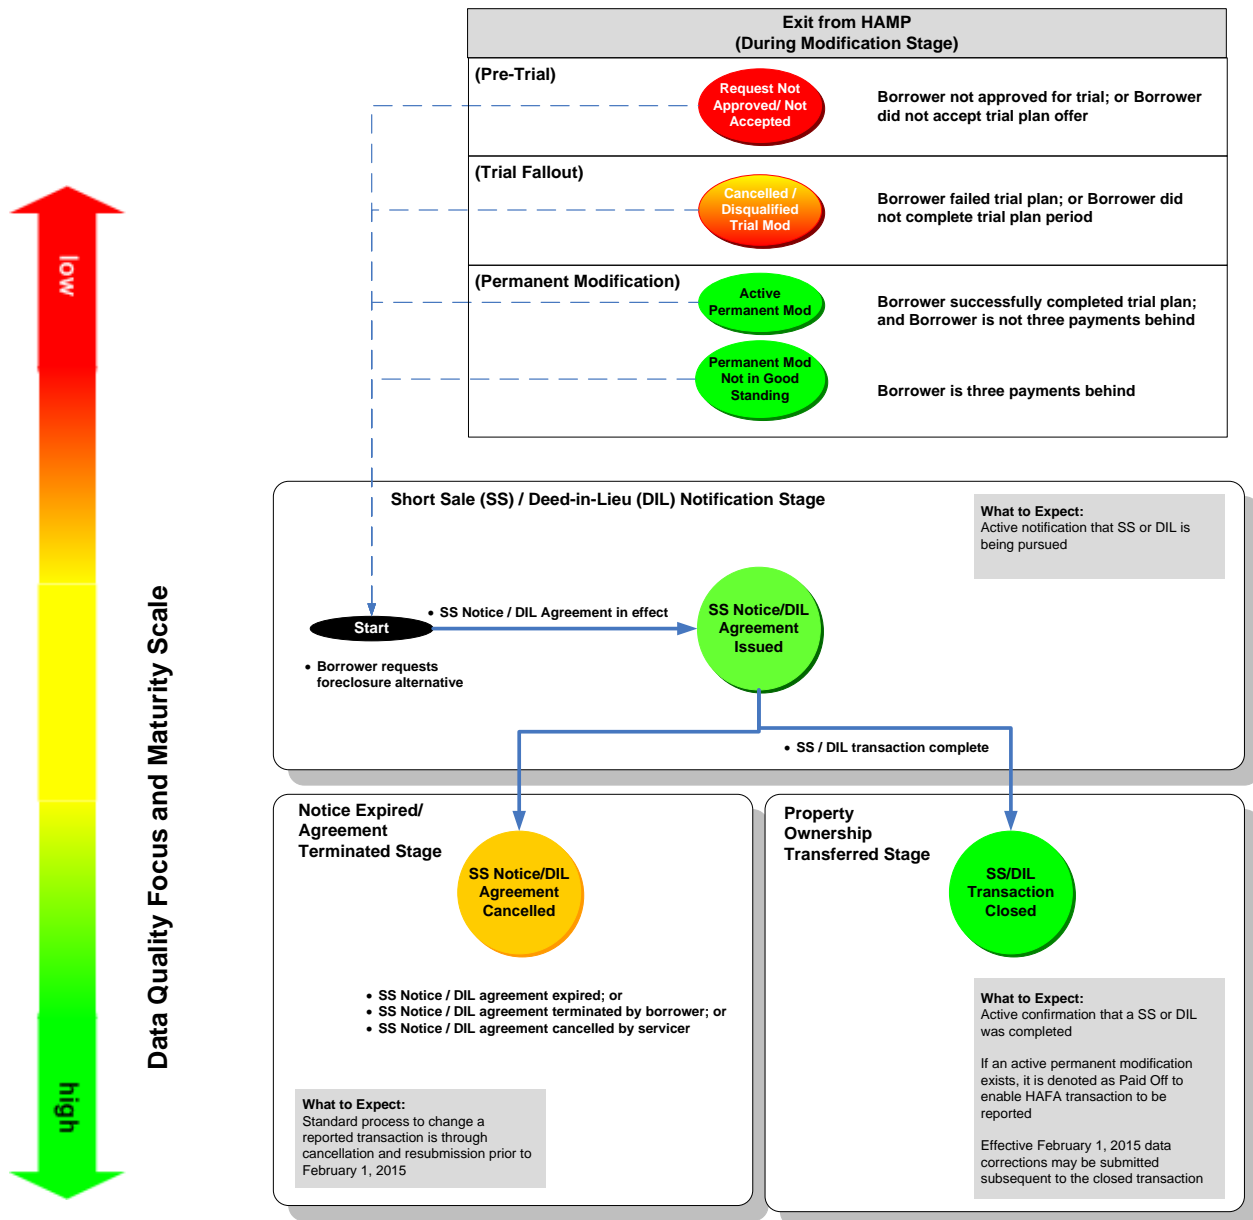 Exit from HAMP
(During Modification Stage)
(Pre-Trial)
Request Not
Approved/ Not
Accepted
Borrower not approved for trial; or Borrower
did not accept trial plan offer
(Trial Fallout)
Cancelled /
Disqualified
Trial Mod
Borrower failed trial plan; or Borrower did
not complete trial plan period
(Permanent Modification)
Active
Permanent Mod
Borrower successfully completed trial plan;
and Borrower is not three payments behind
Permanent Mod
Not in Good
Standing
Borrower is three payments behind
low
high
Data Quality Focus and Maturity Scale
Short Sale (SS) / Deed-in-Lieu (DIL) Notification Stage
What to Expect:
Active notification that SS or DIL is
being pursued
Start
• SS Notice / DIL Agreement in effect
SS Notice/DIL
Agreement
Issued
• Borrower requests
foreclosure alternative
• SS / DIL transaction complete
Notice Expired/
Agreement
Terminated Stage
SS Notice/DIL
Agreement
Cancelled
• SS Notice / DIL agreement expired; or
• SS Notice / DIL agreement terminated by borrower; or
• SS Notice / DIL agreement cancelled by servicer
What to Expect:
Standard process to change a
reported transaction is through
cancellation and resubmission prior to
February 1, 2015
Property
Ownership
Transferred Stage
SS/DIL
Transaction
Closed
What to Expect:
Active confirmation that a SS or DIL
was completed
If an active permanent modification
exists, it is denoted as Paid Off to
enable HAFA transaction to be
reported
Effective February 1, 2015 data
corrections may be submitted
subsequent to the closed transaction